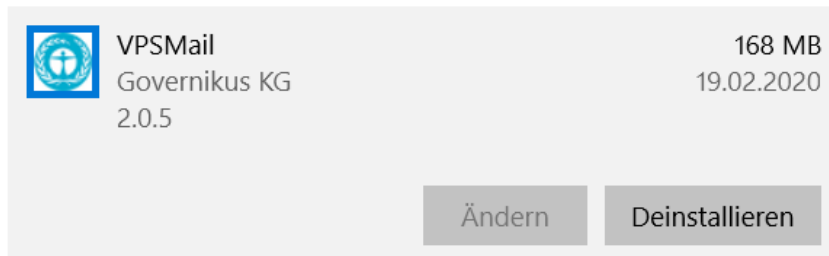 VPSMail 168 MB
Governikus KG 19.02.2020
2.0.5
Ändern Deinstallieren